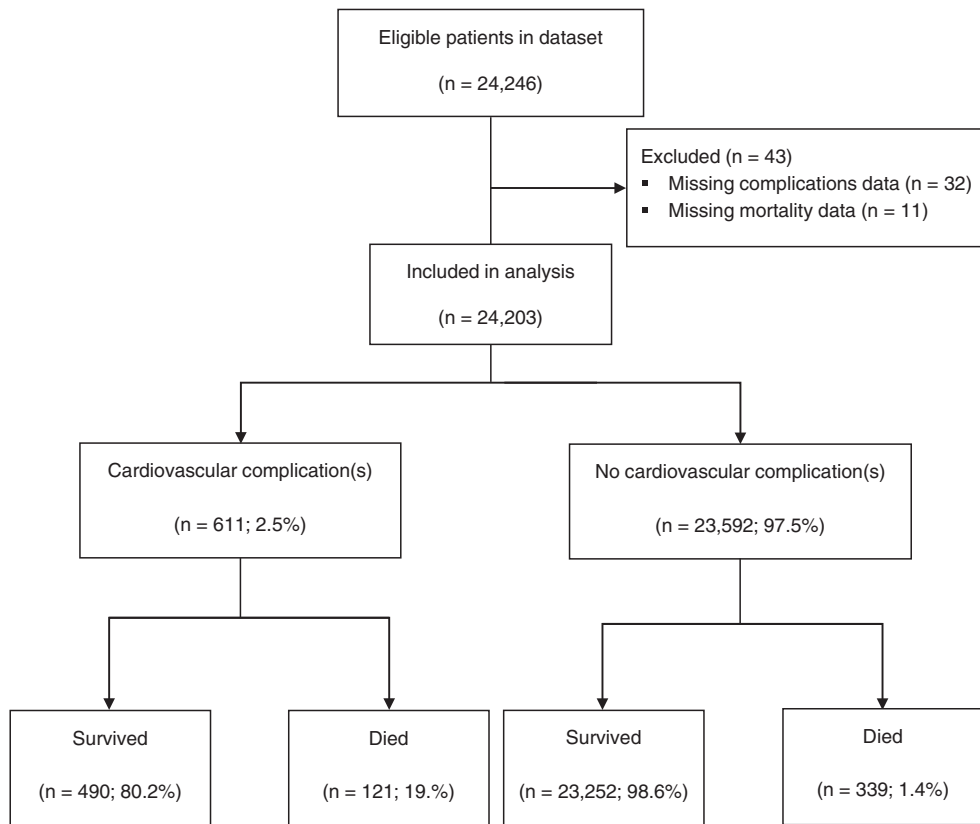 Eligible patients in dataset
(n = 24,246)
Excluded (n = 43)
▪ Missing complications data (n = 32)
▪ Missing mortality data (n = 11)
Included in analysis
(n = 24,203)
Cardiovascular complication(s)
(n = 611; 2.5%)
No cardiovascular complication(s)
(n = 23,592; 97.5%)
Survived
(n = 490; 80.2%)
Died
(n = 121; 19.%)
Survived
(n = 23,252; 98.6%)
Died
(n = 339; 1.4%)